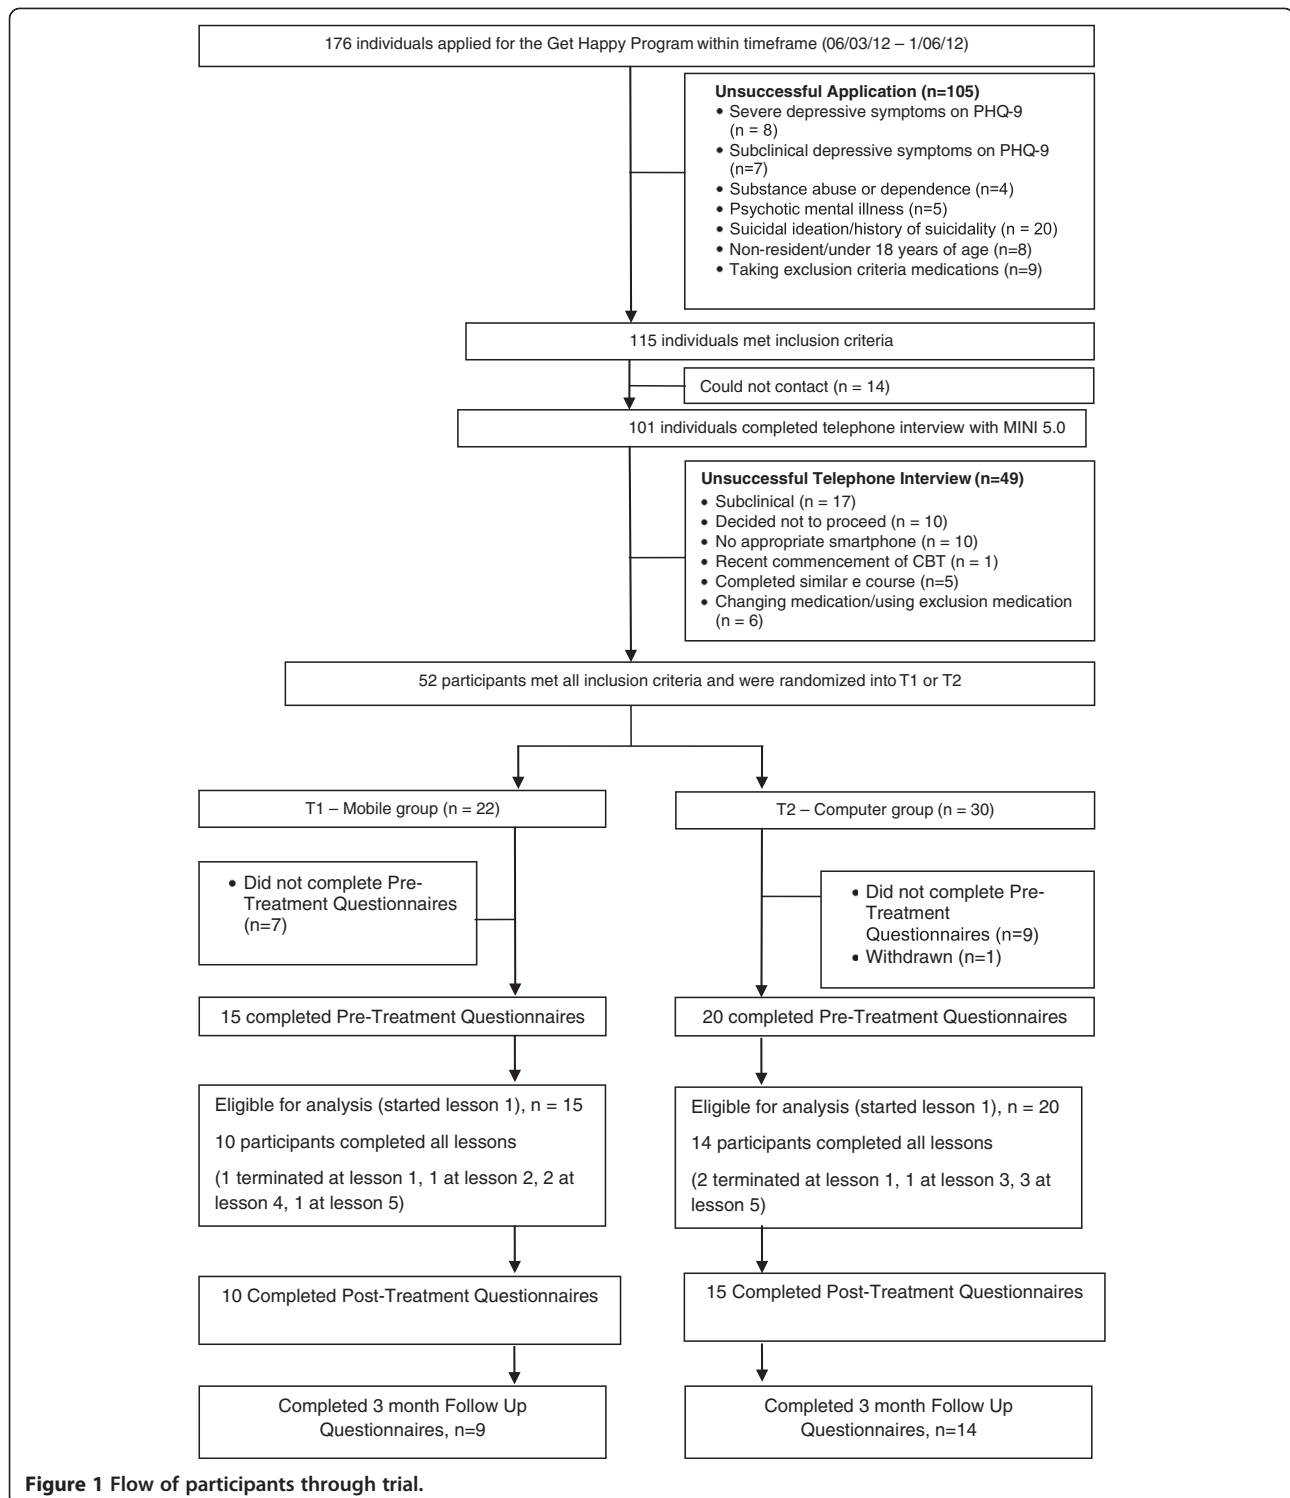 176 individuals applied for the Get Happy Program within timeframe (06/03/12 – 1/06/12)
Unsuccessful Application (n=105)
• Severe depressive symptoms on PHQ-9
(n = 8)
• Subclinical depressive symptoms on PHQ-9
(n=7)
• Substance abuse or dependence (n=4)
• Psychotic mental illness (n=5)
• Suicidal ideation/history of suicidality (n = 20)
• Non-resident/under 18 years of age (n=8)
• Taking exclusion criteria medications (n=9)
115 individuals met inclusion criteria
Could not contact (n = 14)
101 individuals completed telephone interview with MINI 5.0
Unsuccessful Telephone Interview (n=49)
• Subclinical (n = 17)
• Decided not to proceed (n = 10)
• No appropriate smartphone (n = 10)
• Recent commencement of CBT (n = 1)
• Completed similar e course (n=5)
• Changing medication/using exclusion medication
(n = 6)
52 participants met all inclusion criteria and were randomized into T1 or T2
T1 – Mobile group (n = 22)
T2 – Computer group (n = 30)
• Did not complete Pre-
Treatment Questionnaires
(n=7)
• Did not complete Pre-
Treatment
Questionnaires (n=9)
• Withdrawn (n=1)
15 completed Pre-Treatment Questionnaires
20 completed Pre-Treatment Questionnaires
Eligible for analysis (started lesson 1), n = 15
10 participants completed all lessons
(1 terminated at lesson 1, 1 at lesson 2, 2 at
lesson 4, 1 at lesson 5)
Eligible for analysis (started lesson 1), n = 20
14 participants completed all lessons
(2 terminated at lesson 1, 1 at lesson 3, 3 at
lesson 5)
10 Completed Post-Treatment Questionnaires
15 Completed Post-Treatment Questionnaires
Completed 3 month Follow Up
Questionnaires, n=9
Completed 3 month Follow Up
Questionnaires, n=14
Figure 1 Flow of participants through trial.